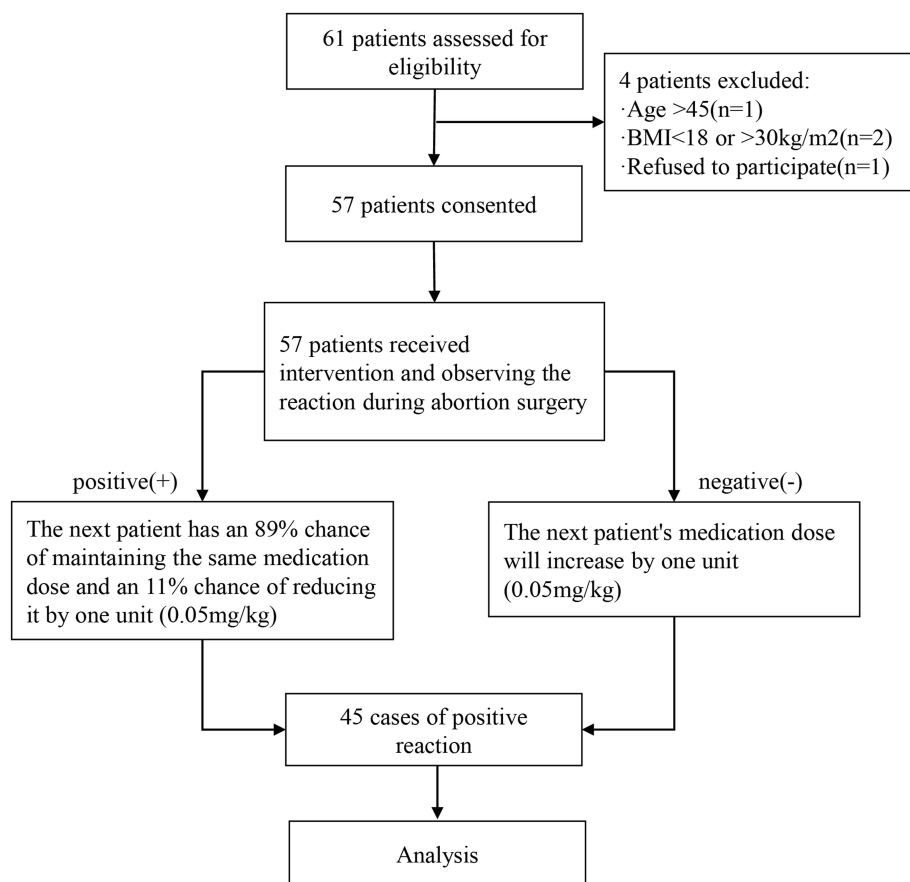 61 patients assessed for
eligibility
4 patients excluded:
·Age >45(n=1)
·BMI<18 or >30kg/m2(n=2)
·Refused to participate(n=1)
57 patients consented
57 patients received
intervention and observing the
reaction during abortion surgery
positive(+)
negative(-)
The next patient has an 89% chance
of maintaining the same medication
dose and an 11% chance of reducing
it by one unit (0.05mg/kg)
The next patient's medication dose
will increase by one unit
(0.05mg/kg)
45 cases of positive
reaction
Analysis